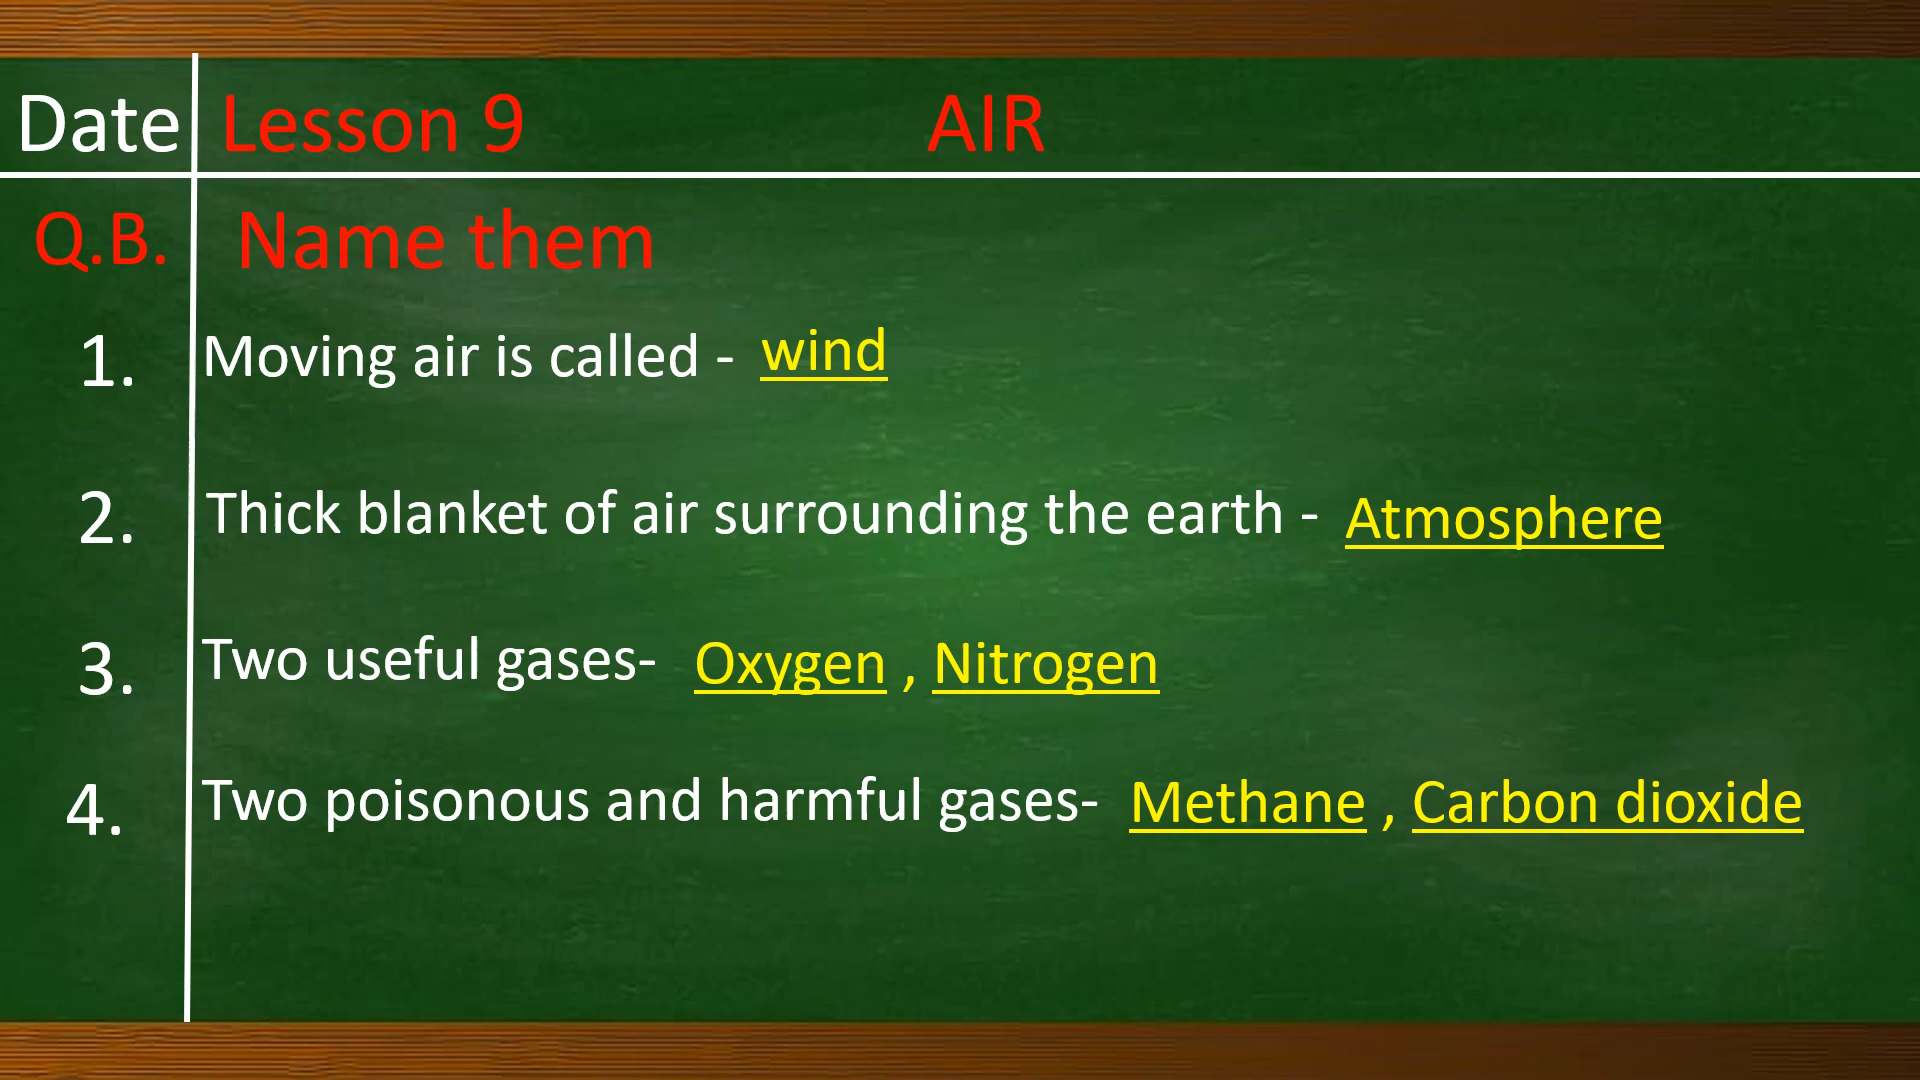 Date Lesson 9 AIR
Q.B. Name them
1. Moving air is called - wind
2. Thick blanket of air surrounding the earth - Atmosphere
3. Two useful gases- Oxygen , Nitrogen
4. Two poisonous and harmful gases- Methane , Carbon dioxide